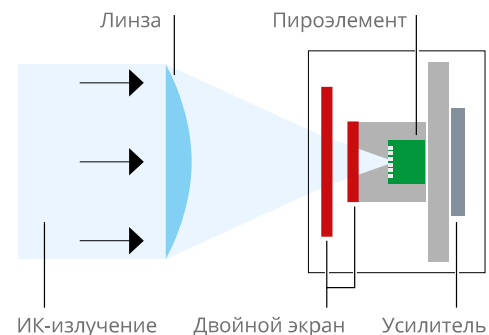 Линза
Пироэлемент
ИК-излучение
Двойной экран
Усилитель